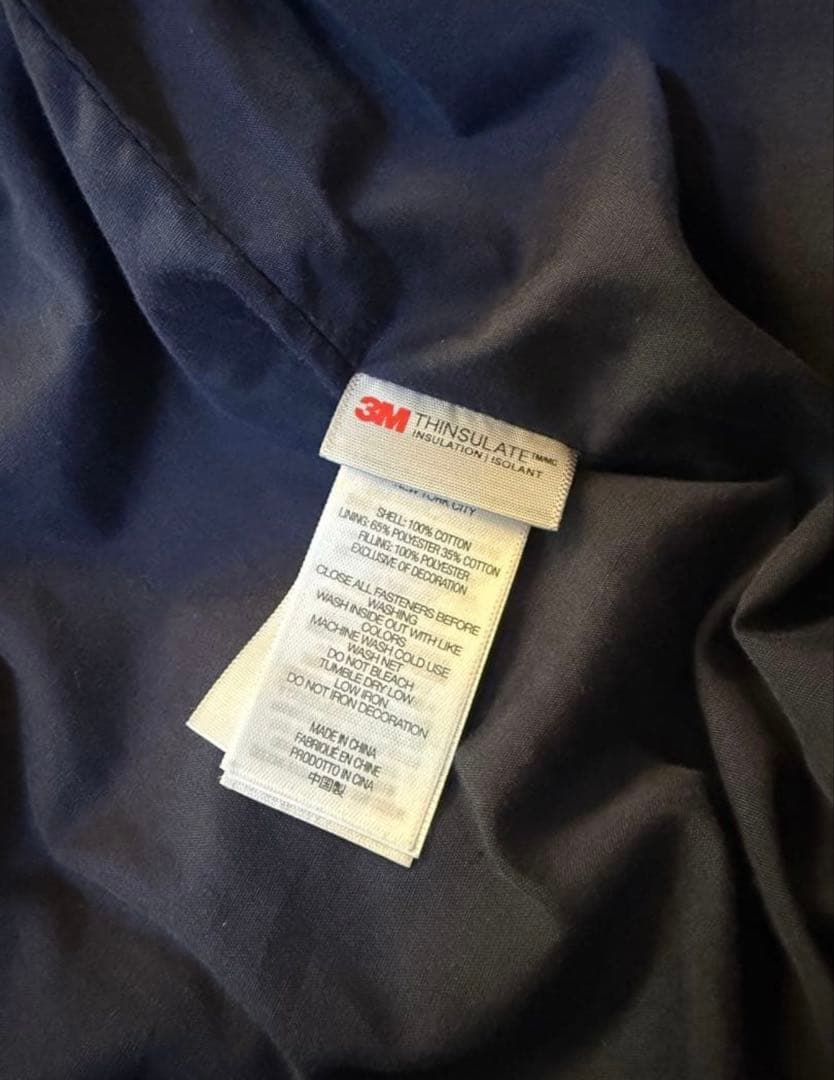 3M THINSULATE™/MC
INSULATION | ISOLANT
NEW YORK CITY
SHELL: 100% COTTON
LINING: 65% POLYESTER 35% COTTON
FILLING: 100% POLYESTER
EXCLUSIVE OF DECORATION
CLOSE ALL FASTENERS BEFORE
WASHING
WASH INSIDE OUT WITH LIKE
COLORS
MACHINE WASH COLD USE
WASH NET
DO NOT BLEACH
TUMBLE DRY LOW
LOW IRON
DO NOT IRON DECORATION
MADE IN CHINA
FABRIQUÉ EN CHINE
PRODOTTO IN CINA
中国製